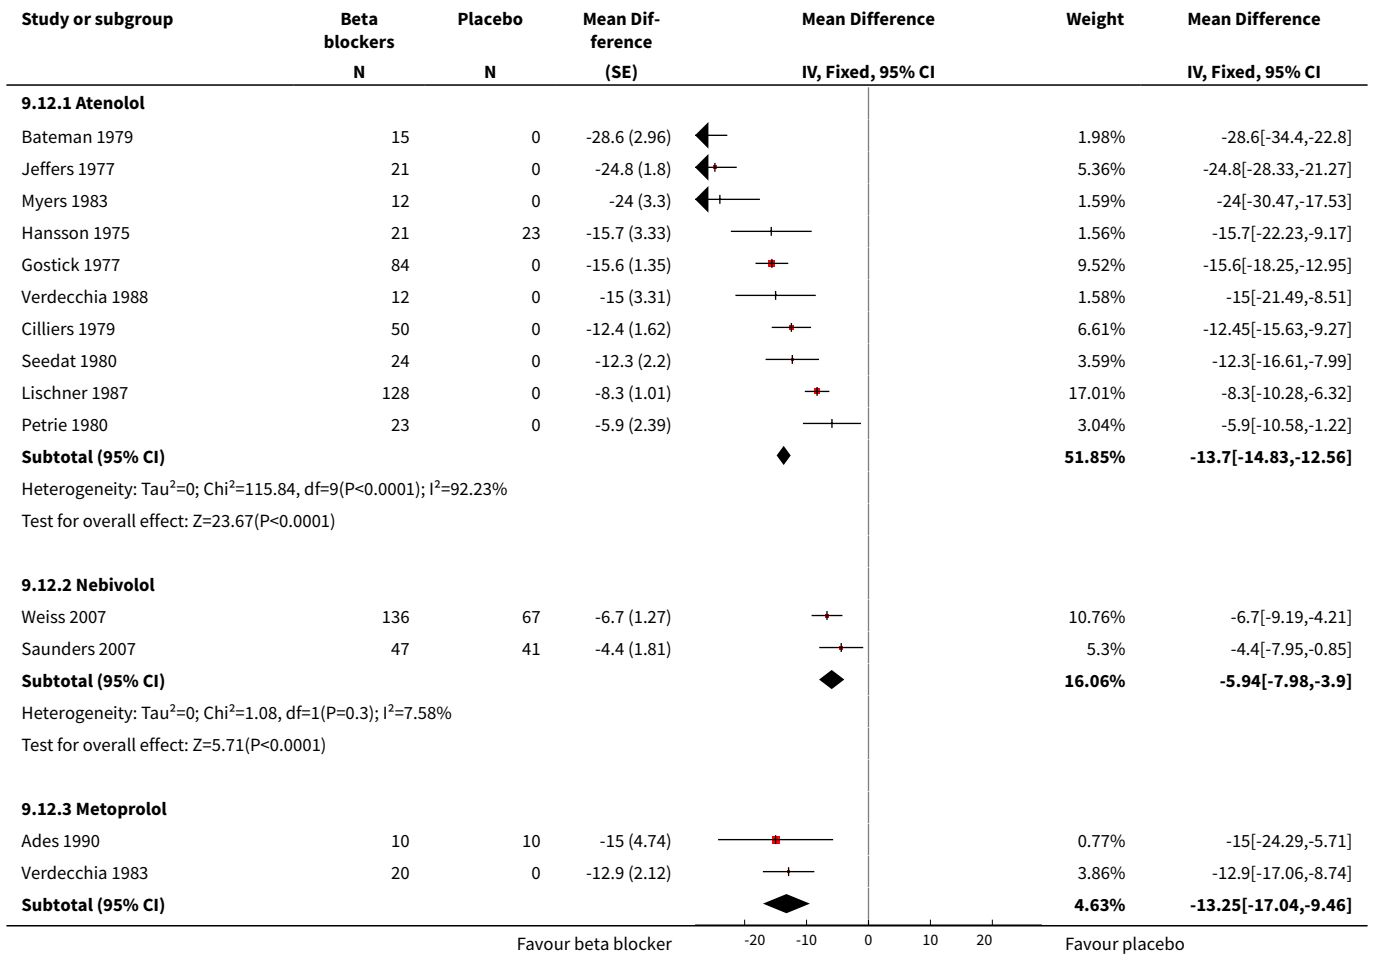 Study or subgroup Beta blockers Placebo Mean Dif-ference Mean Difference Weight Mean Difference
N N (SE) IV, Fixed, 95% CI IV, Fixed, 95% CI
9.12.1 Atenolol
Bateman 1979 15 0 -28.6 (2.96) 1.98% -28.6[-34.4,-22.8]
Jeffers 1977 21 0 -24.8 (1.8) 5.36% -24.8[-28.33,-21.27]
Myers 1983 12 0 -24 (3.3) 1.59% -24[-30.47,-17.53]
Hansson 1975 21 23 -15.7 (3.33) 1.56% -15.7[-22.23,-9.17]
Gostick 1977 84 0 -15.6 (1.35) 9.52% -15.6[-18.25,-12.95]
Verdecchia 1988 12 0 -15 (3.31) 1.58% -15[-21.49,-8.51]
Cilliers 1979 50 0 -12.4 (1.62) 6.61% -12.45[-15.63,-9.27]
Seedat 1980 24 0 -12.3 (2.2) 3.59% -12.3[-16.61,-7.99]
Lischner 1987 128 0 -8.3 (1.01) 17.01% -8.3[-10.28,-6.32]
Petrie 1980 23 0 -5.9 (2.39) 3.04% -5.9[-10.58,-1.22]
Subtotal (95% CI) 51.85% -13.7[-14.83,-12.56]
Heterogeneity: Tau²=0; Chi²=115.84, df=9(P<0.0001); I²=92.23%
Test for overall effect: Z=23.67(P<0.0001)
9.12.2 Nebivolol
Weiss 2007 136 67 -6.7 (1.27) 10.76% -6.7[-9.19,-4.21]
Saunders 2007 47 41 -4.4 (1.81) 5.3% -4.4[-7.95,-0.85]
Subtotal (95% CI) 16.06% -5.94[-7.98,-3.9]
Heterogeneity: Tau²=0; Chi²=1.08, df=1(P=0.3); I²=7.58%
Test for overall effect: Z=5.71(P<0.0001)
9.12.3 Metoprolol
Ades 1990 10 10 -15 (4.74) 0.77% -15[-24.29,-5.71]
Verdecchia 1983 20 0 -12.9 (2.12) 3.86% -12.9[-17.06,-8.74]
Subtotal (95% CI) 4.63% -13.25[-17.04,-9.46]
Favour beta blocker -20 -10 0 10 20 Favour placebo